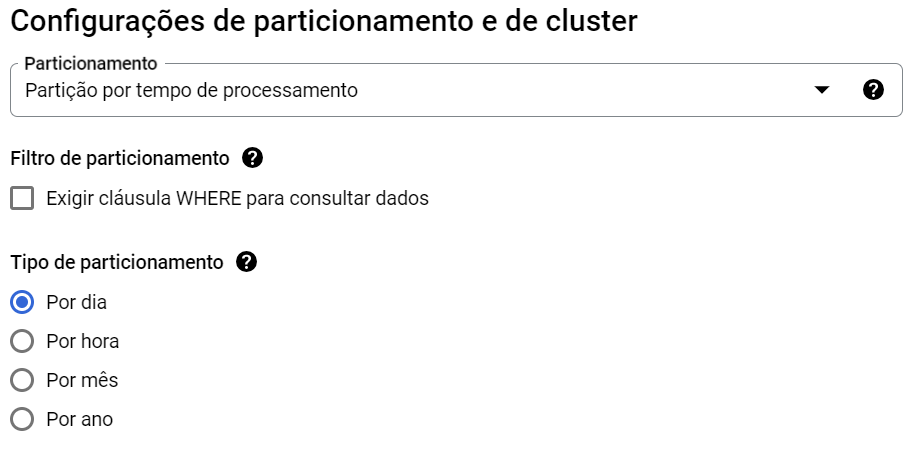 Configurações de particionamento e de cluster
Particionamento
Partição por tempo de processamento
Filtro de particionamento
Exigir cláusula WHERE para consultar dados
Tipo de particionamento
Por dia
Por hora
Por mês
Por ano